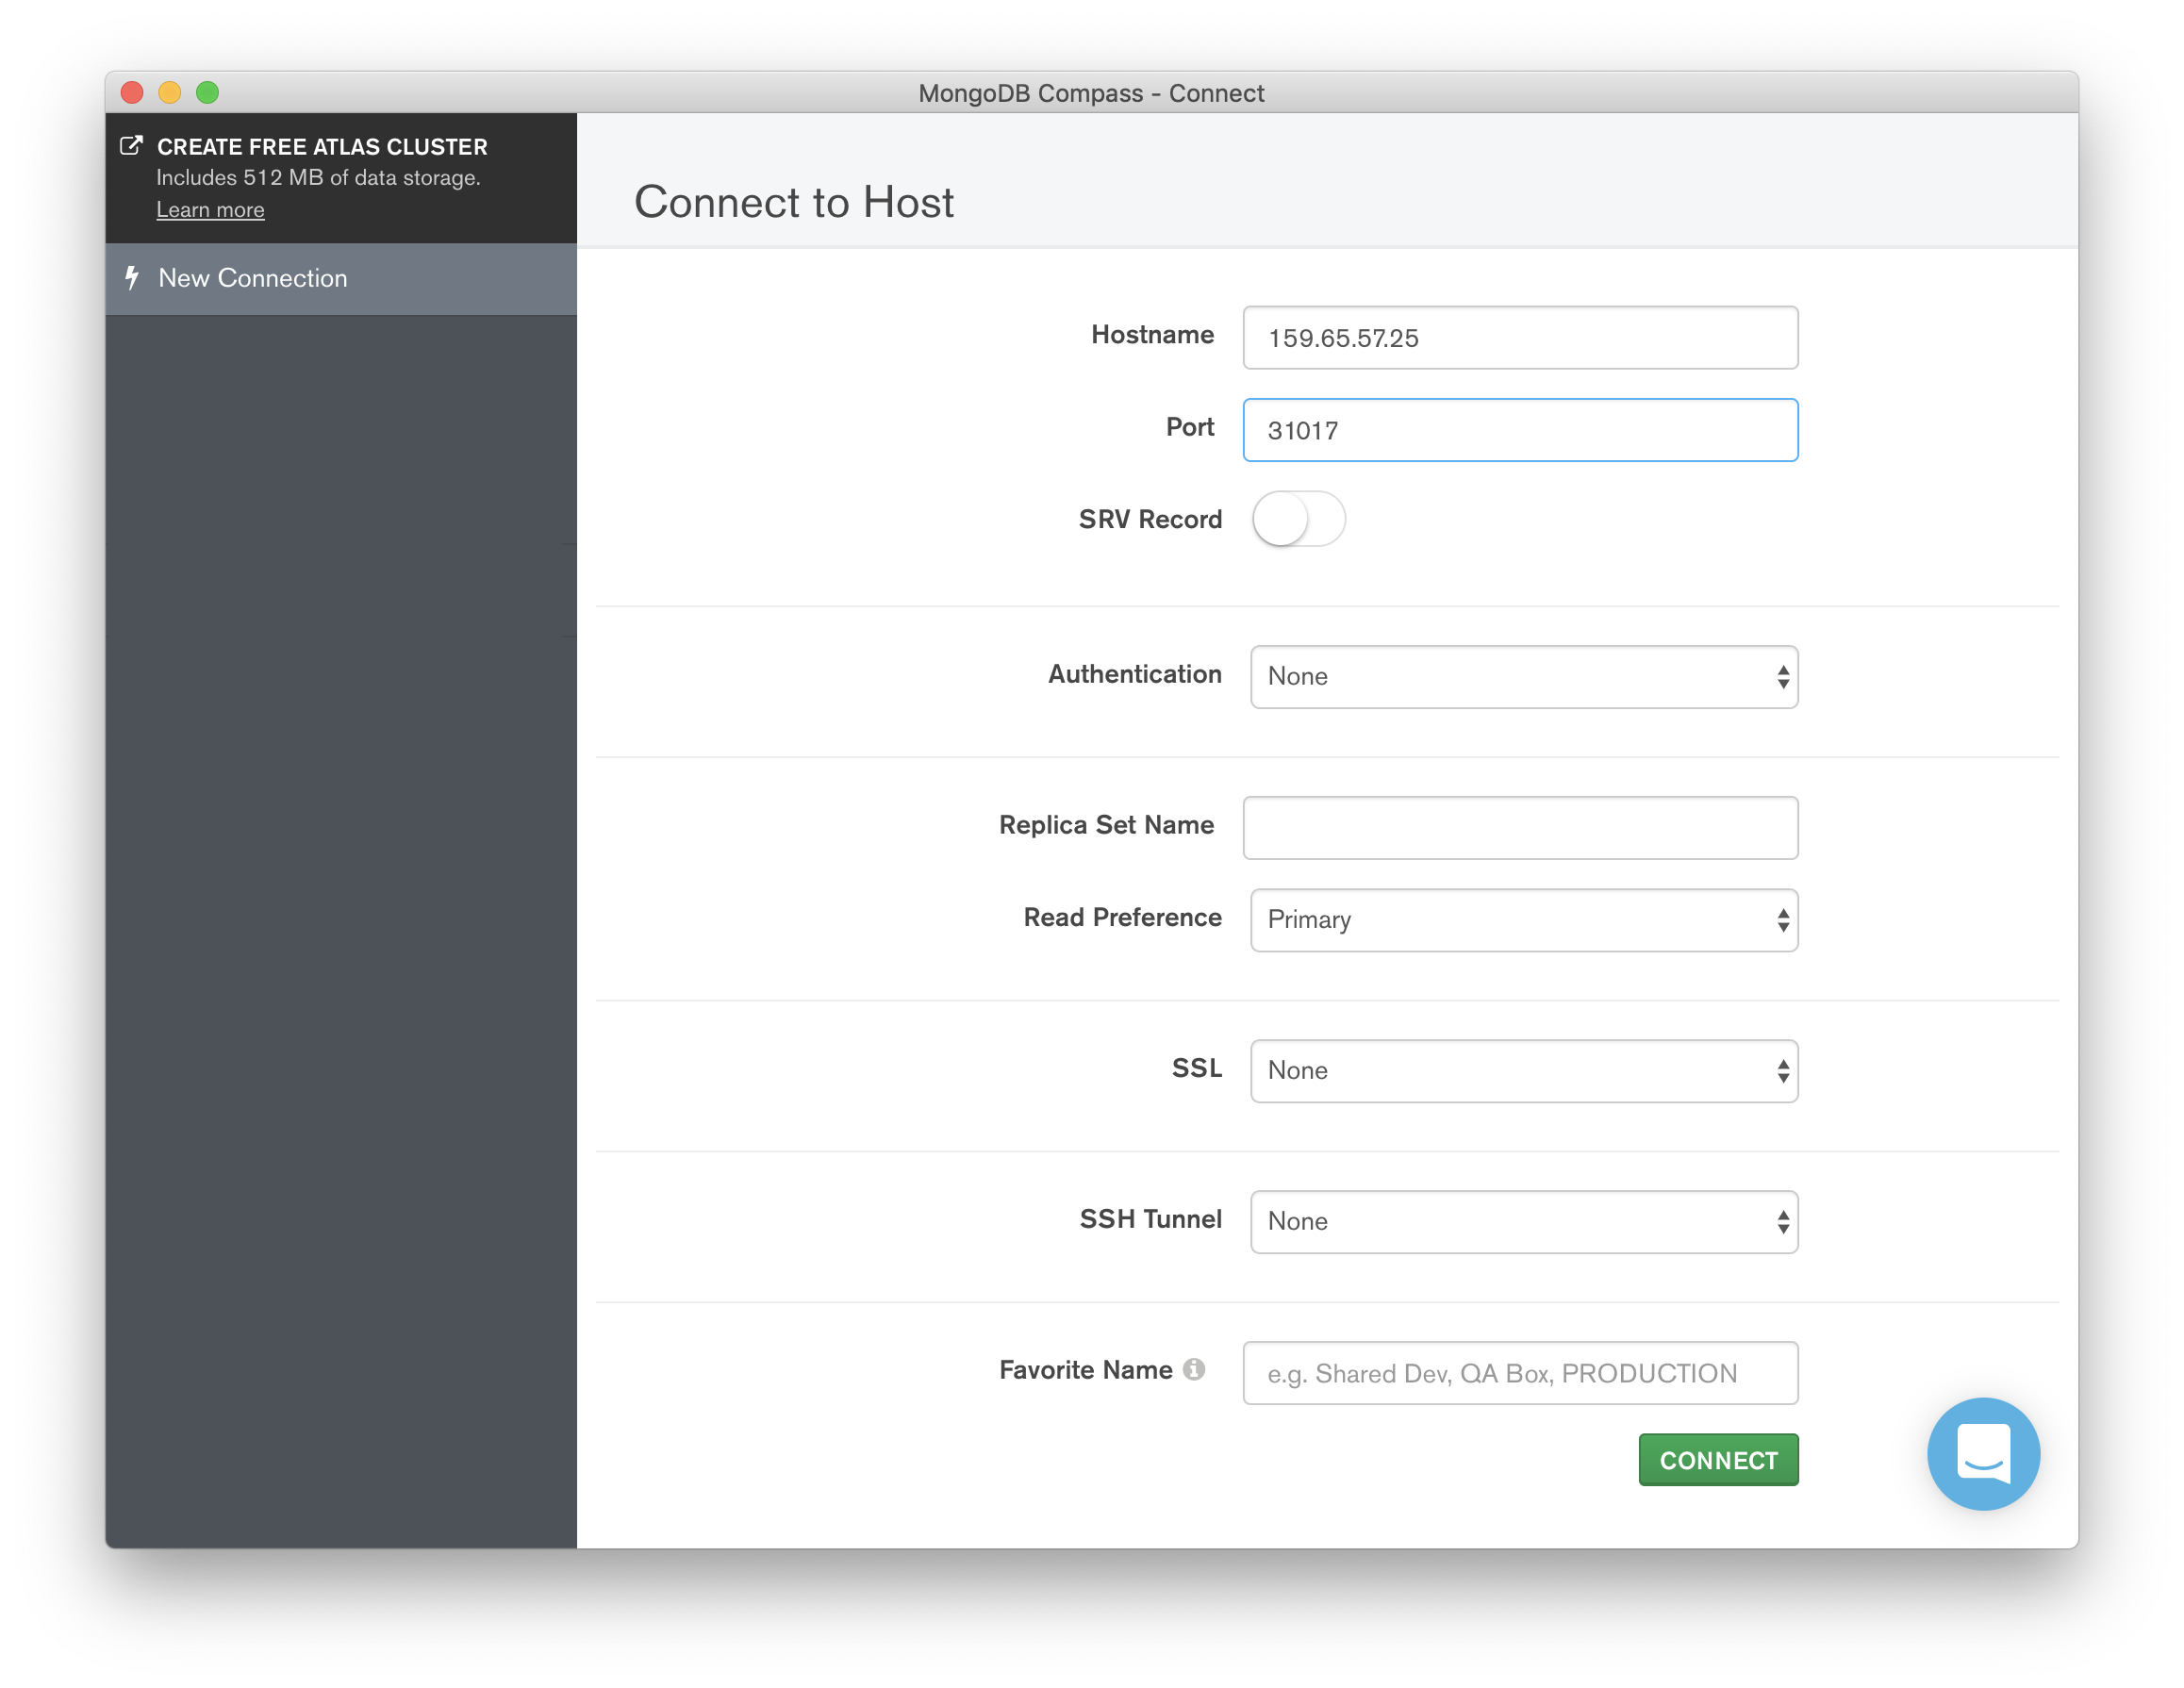 MongoDB Compass - Connect
CREATE FREE ATLAS CLUSTER
Includes 512 MB of data storage.
Learn more
New Connection
Connect to Host
Hostname 159.65.57.25
Port 31017
SRV Record
Authentication None
Replica Set Name
Read Preference Primary
SSL None
SSH Tunnel None
Favorite Name e.g. Shared Dev, QA Box, PRODUCTION
CONNECT